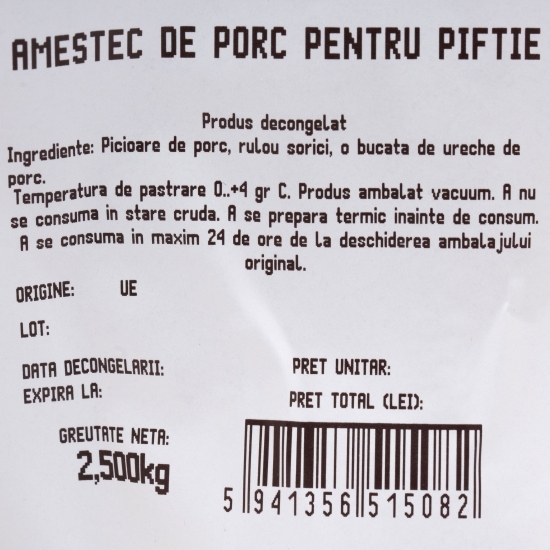 AMESTEC DE PORC PENTRU PIFTIE
Produs decongelat
Ingrediente: Picioare de porc, rulou sorici, o bucata de ureche de
porc.
Temperatura de pastrare 0..+4 gr C. Produs ambalat vacuum. A nu
se consuma in stare cruda. A se prepara termic inainte de consum.
A se consuma in maxim 24 de ore de la deschiderea ambalajului
original.
ORIGINE: UE
LOT:
DATA DECONGELARII:
EXPIRA LA:
PRET UNITAR:
PRET TOTAL (LEI):
GREUTATE NETA:
2,500kg
5 941356 515082